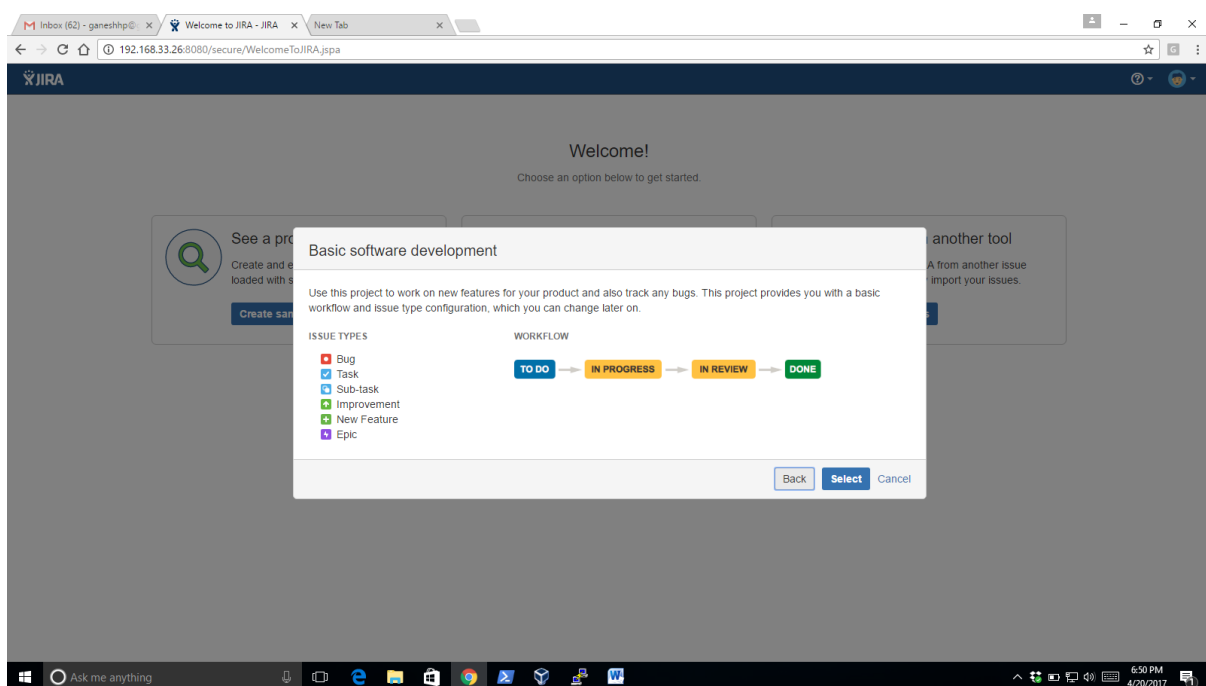 Inbox (62) - ganeshhp@
Welcome to JIRA - JIRA
New Tab
192.168.33.26:8080/secure/WelcomeToJIRA.jspa
JIRA
Welcome!
Choose an option below to get started.
See a pro
another tool
Create and e
A from another issue
loaded with s
import your issues.
Create san
s
Basic software development
Use this project to work on new features for your product and also track any bugs. This project provides you with a basic
workflow and issue type configuration, which you can change later on.
ISSUE TYPES
WORKFLOW
Bug
Task
Sub-task
Improvement
New Feature
Epic
TO DO
IN PROGRESS
IN REVIEW
DONE
Back
Select
Cancel
Ask me anything
6:50 PM
4/20/2017